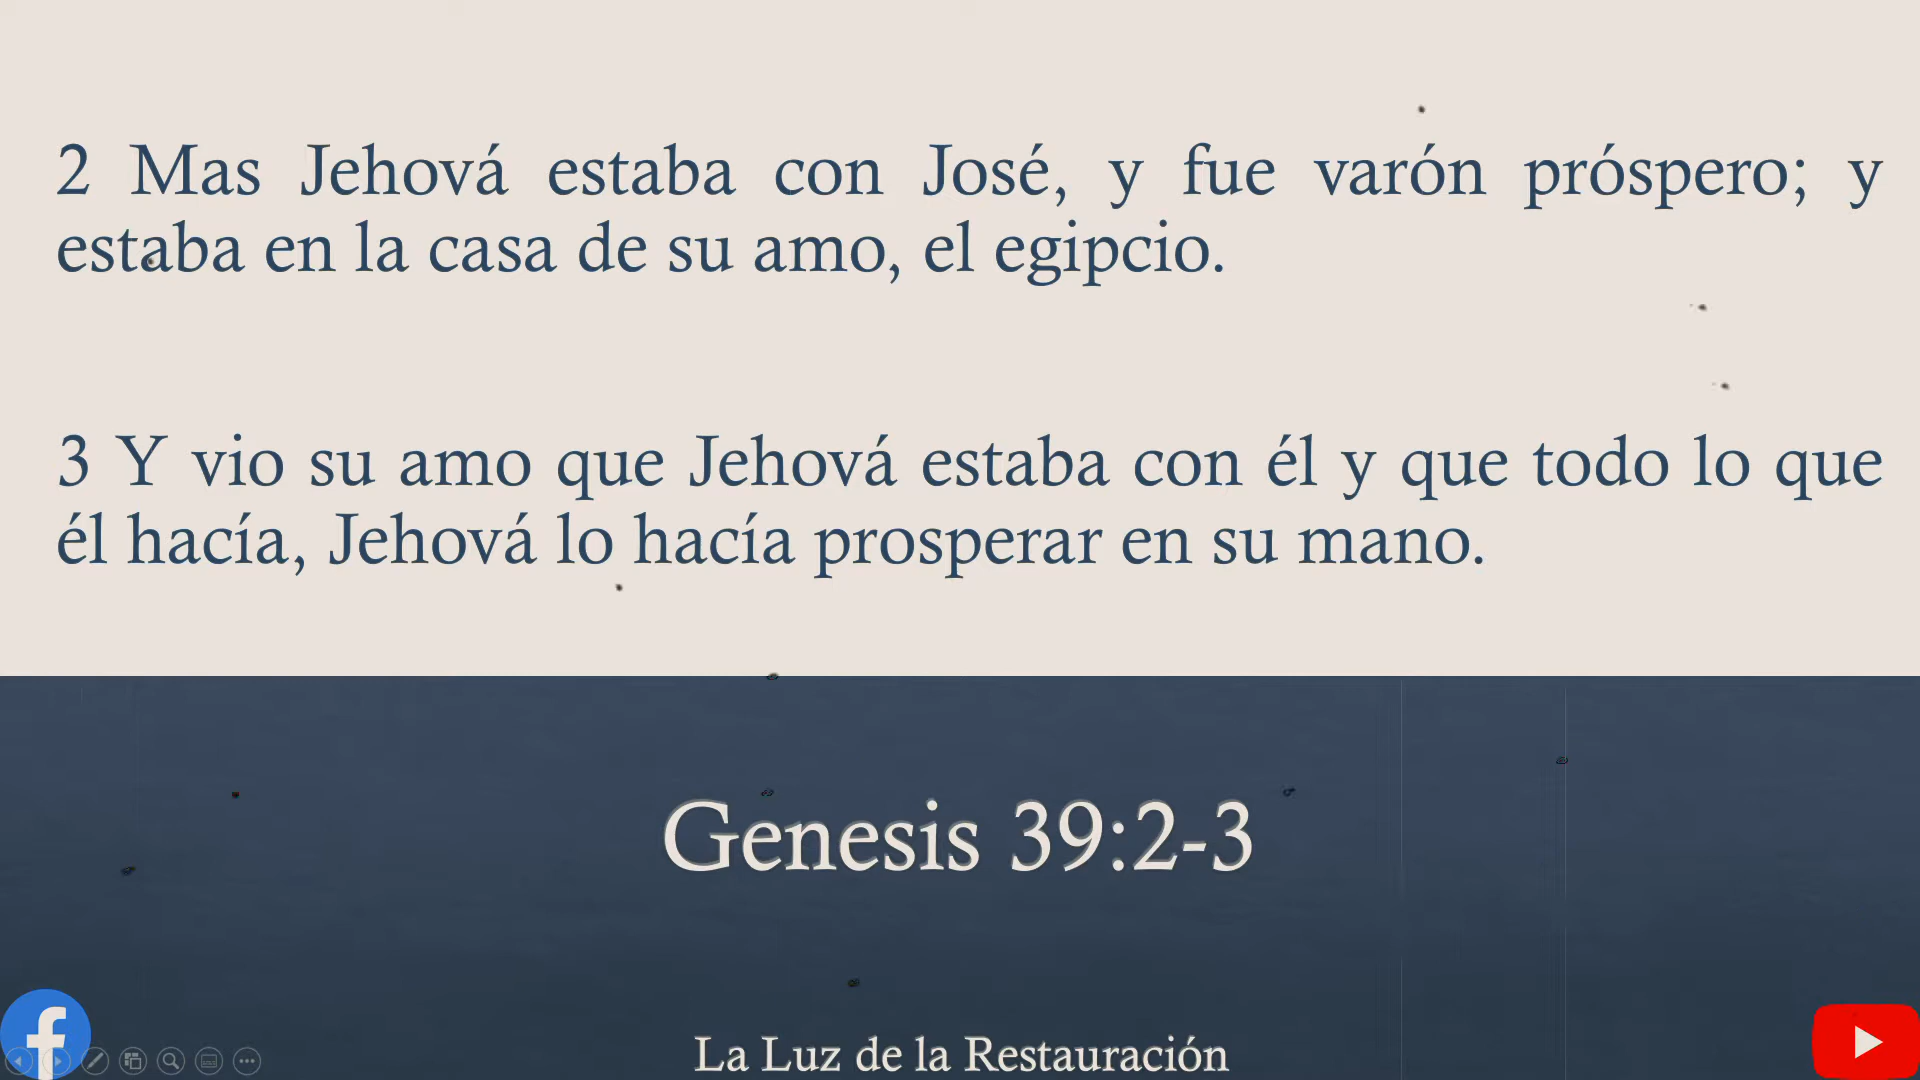 2 Mas Jehová estaba con José, y fue varón próspero; y
estaba en la casa de su amo, el egipcio.
3 Y vio su amo que Jehová estaba con él y que todo lo que
él hacía, Jehová lo hacía prosperar en su mano.
Genesis 39:2-3
La Luz de la Restauración